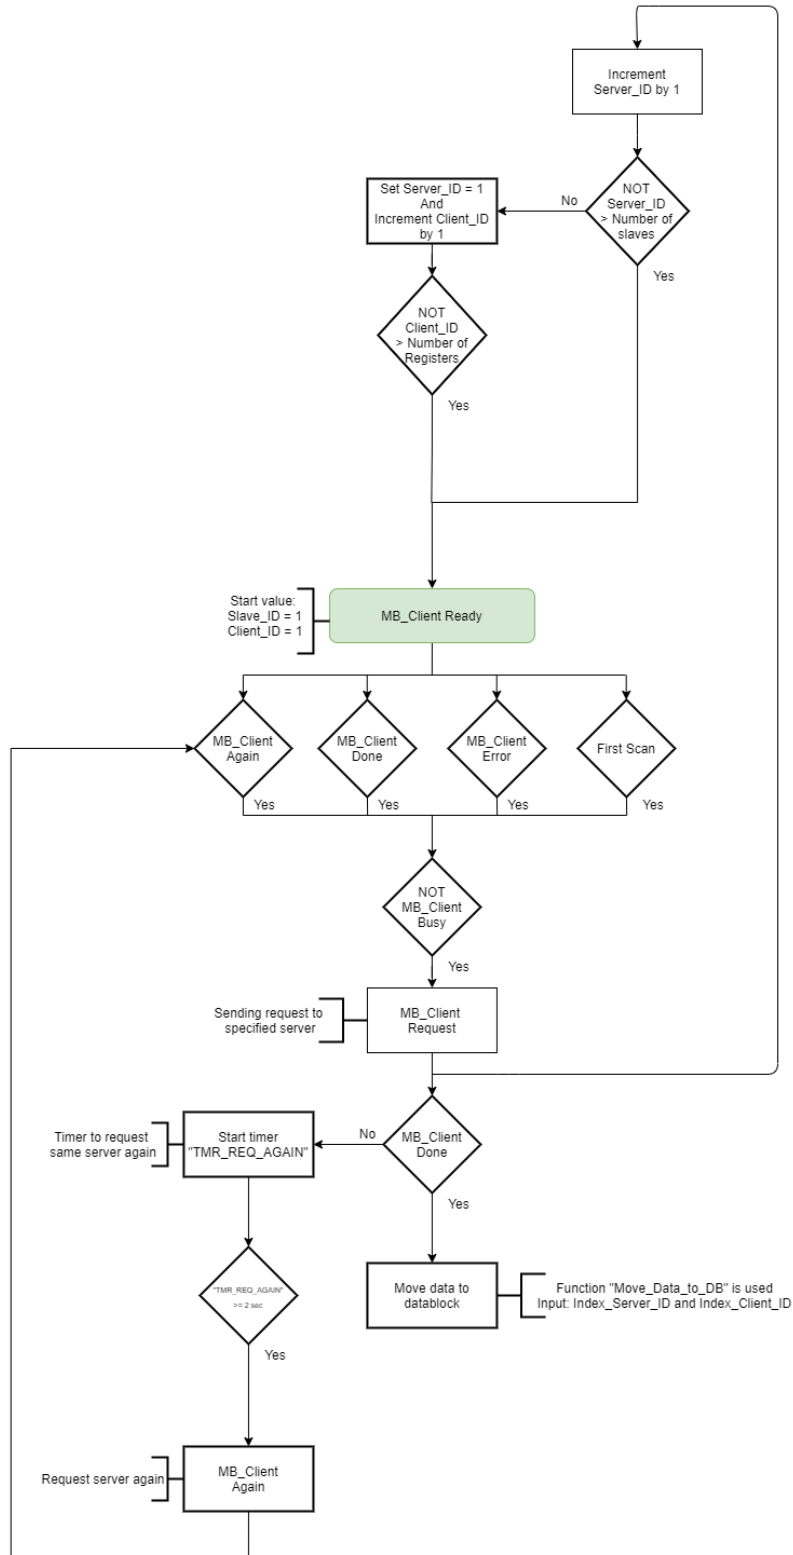 Increment
Server_ID by 1
NOT
Server_ID
> Number of
slaves
No
Yes
Set Server_ID = 1
And
Increment Client_ID
by 1
NOT
Client_ID
> Number of
Registers
Yes
Start value:
Slave_ID = 1
Client_ID = 1
MB_Client Ready
MB_Client
Again
MB_Client
Done
MB_Client
Error
First Scan
Yes
Yes
Yes
Yes
NOT
MB_Client
Busy
Yes
Sending request to
specified server
MB_Client
Request
Timer to request
same server again
Start timer
"TMR_REQ_AGAIN"
No
MB_Client
Done
Yes
"TMR_REQ_AGAIN"
>= 2 sec
Yes
Move data to
datablock
Function "Move_Data_to_DB" is used
Input: Index_Server_ID and Index_Client_ID
Request server again
MB_Client
Again